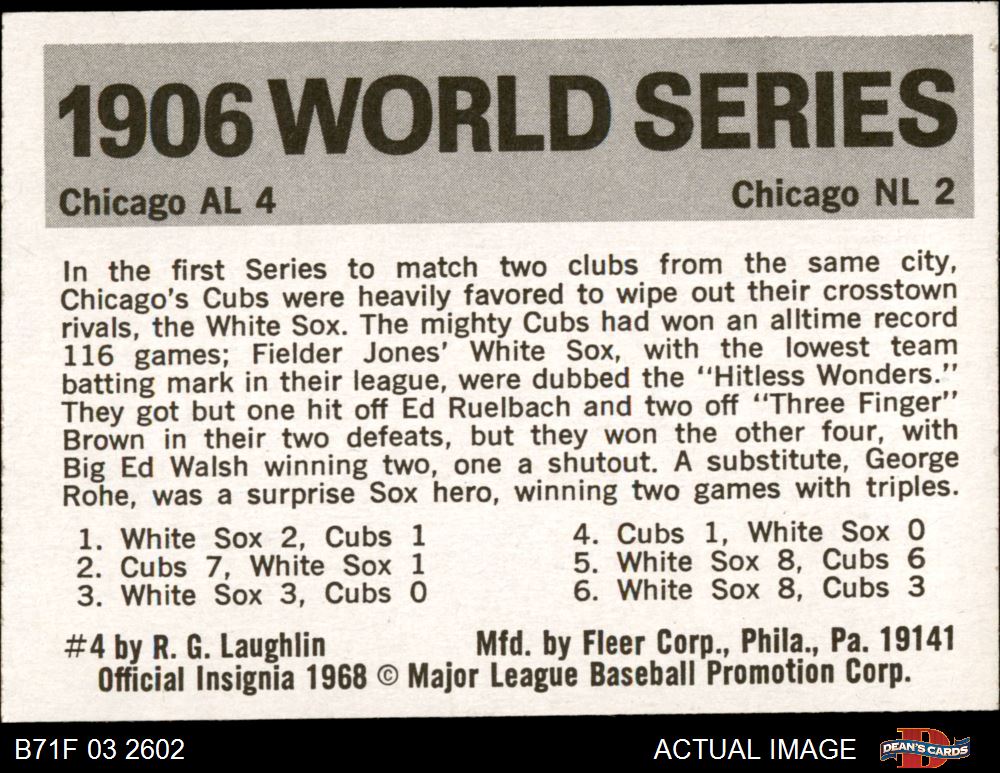 1906 WORLD SERIES
Chicago AL 4 Chicago NL 2
In the first Series to match two clubs from the same city,
Chicago's Cubs were heavily favored to wipe out their crosstown
rivals, the White Sox. The mighty Cubs had won an alltime record
116 games; Fielder Jones' White Sox, with the lowest team
batting mark in their league, were dubbed the "Hitless Wonders."
They got but one hit off Ed Ruelbach and two off "Three Finger"
Brown in their two defeats, but they won the other four, with
Big Ed Walsh winning two, one a shutout. A substitute, George
Rohe, was a surprise Sox hero, winning two games with triples.
1. White Sox 2, Cubs 1
2. Cubs 7, White Sox 1
3. White Sox 3, Cubs 0
4. Cubs 1, White Sox 0
5. White Sox 8, Cubs 6
6. White Sox 8, Cubs 3
#4 by R. G. Laughlin Mfd. by Fleer Corp., Phila., Pa. 19141
Official Insignia 1968 © Major League Baseball Promotion Corp.
B71F 03 2602 ACTUAL IMAGE DEAN'S CARDS